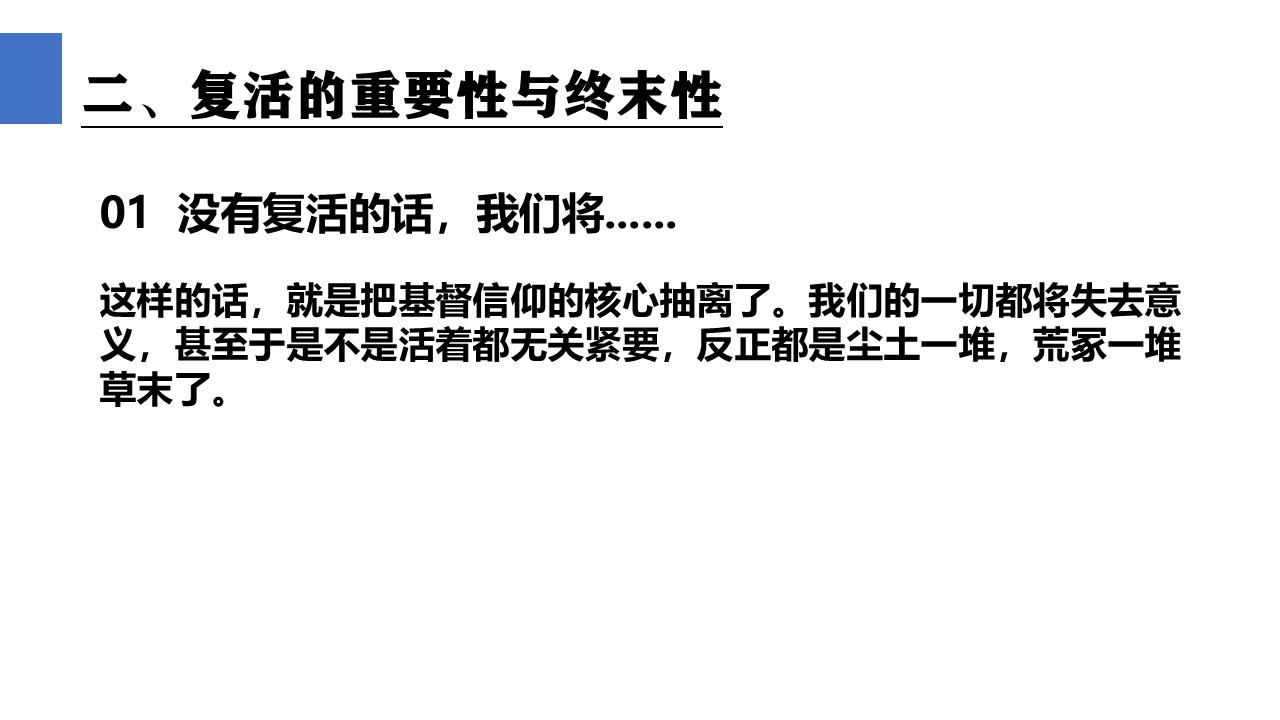 二、复活的重要性与终末性
01 没有复活的话，我们将......
这样的话，就是把基督信仰的核心抽离了。我们的一切都将失去意
义，甚至于是不是活着都无关紧要，反正都是尘土一堆，荒冢一堆
草末了。